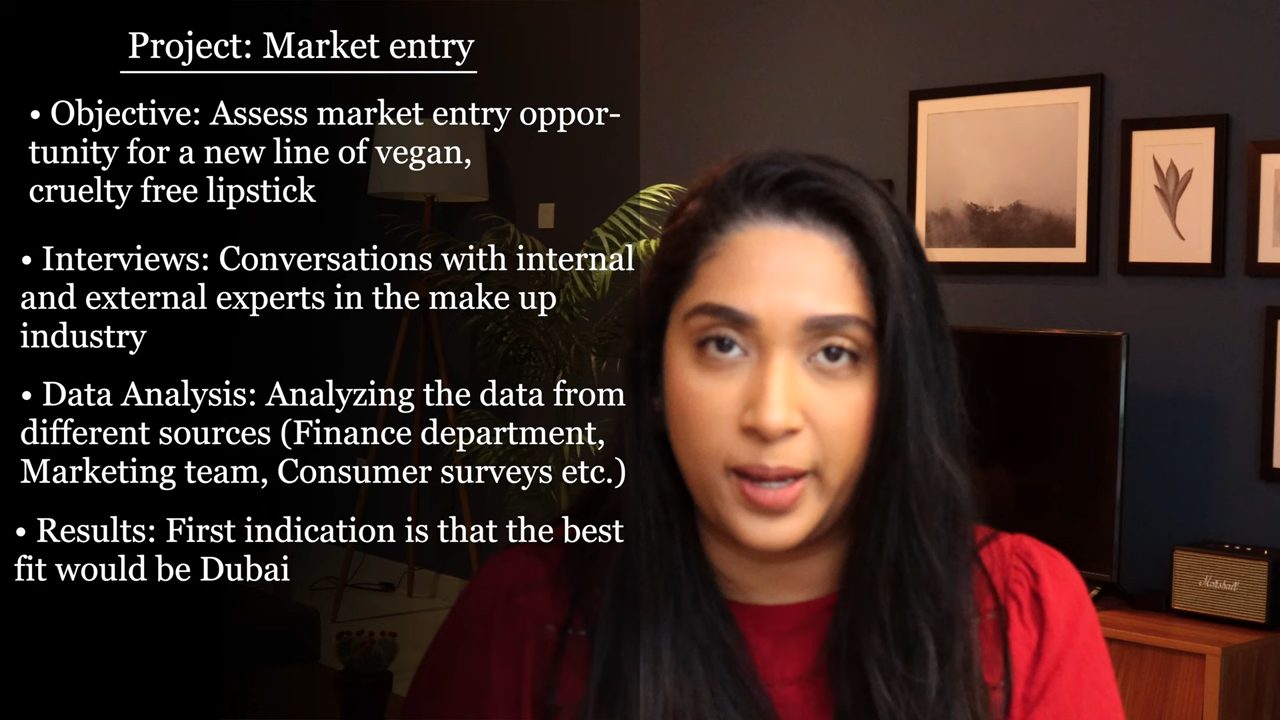 Project: Market entry
• Objective: Assess market entry oppor-
tunity for a new line of vegan,
cruelty free lipstick
• Interviews: Conversations with internal
and external experts in the make up
industry
• Data Analysis: Analyzing the data from
different sources (Finance department,
Marketing team, Consumer surveys etc.)
• Results: First indication is that the best
fit would be Dubai
Marshall